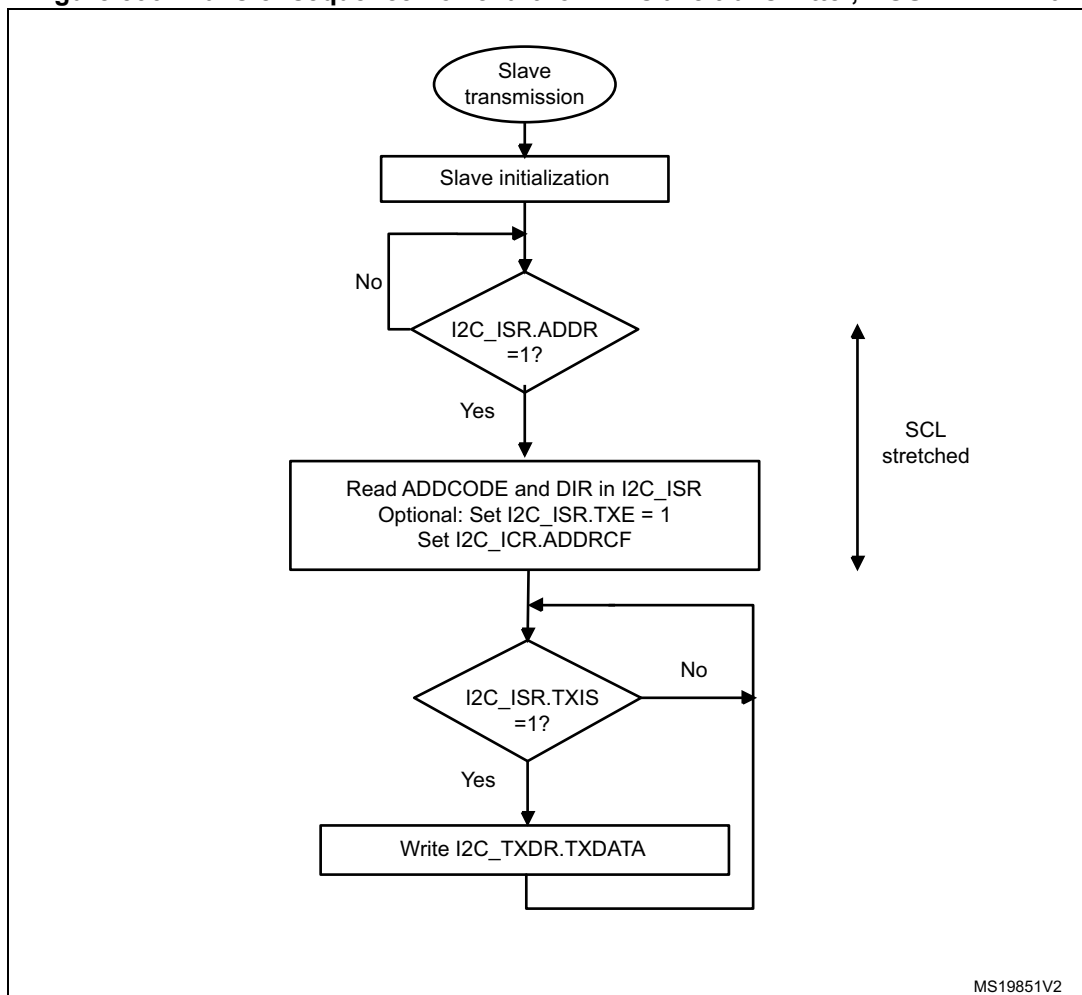 Slave
transmission
Slave initialization
No
I2C_ISR.ADDR
=1?
Yes
SCL
stretched
Read ADDCODE and DIR in I2C_ISR
Optional: Set I2C_ISR.TXE = 1
Set I2C_ICR.ADDRCF
No
I2C_ISR.TXIS
=1?
Yes
Write I2C_TXDR.TXDATA
MS19851V2